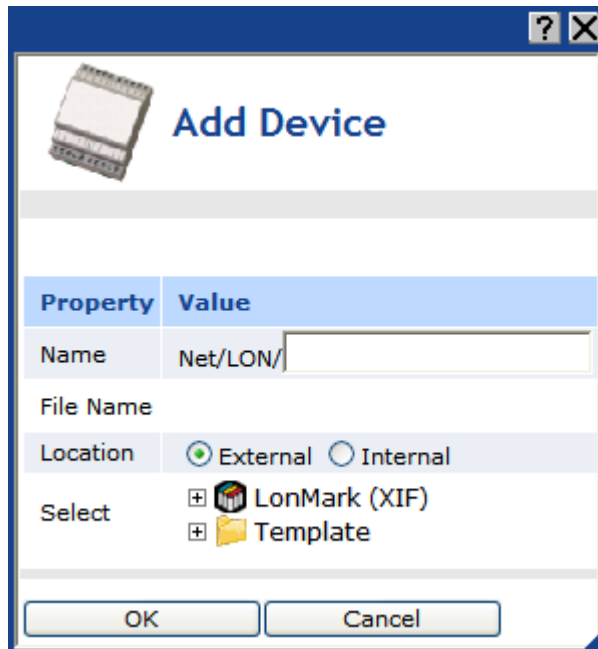 ? X
Add Device
Property Value
Name Net/LON/
File Name
Location External Internal
Select LonMark (XIF)
Template
OK Cancel